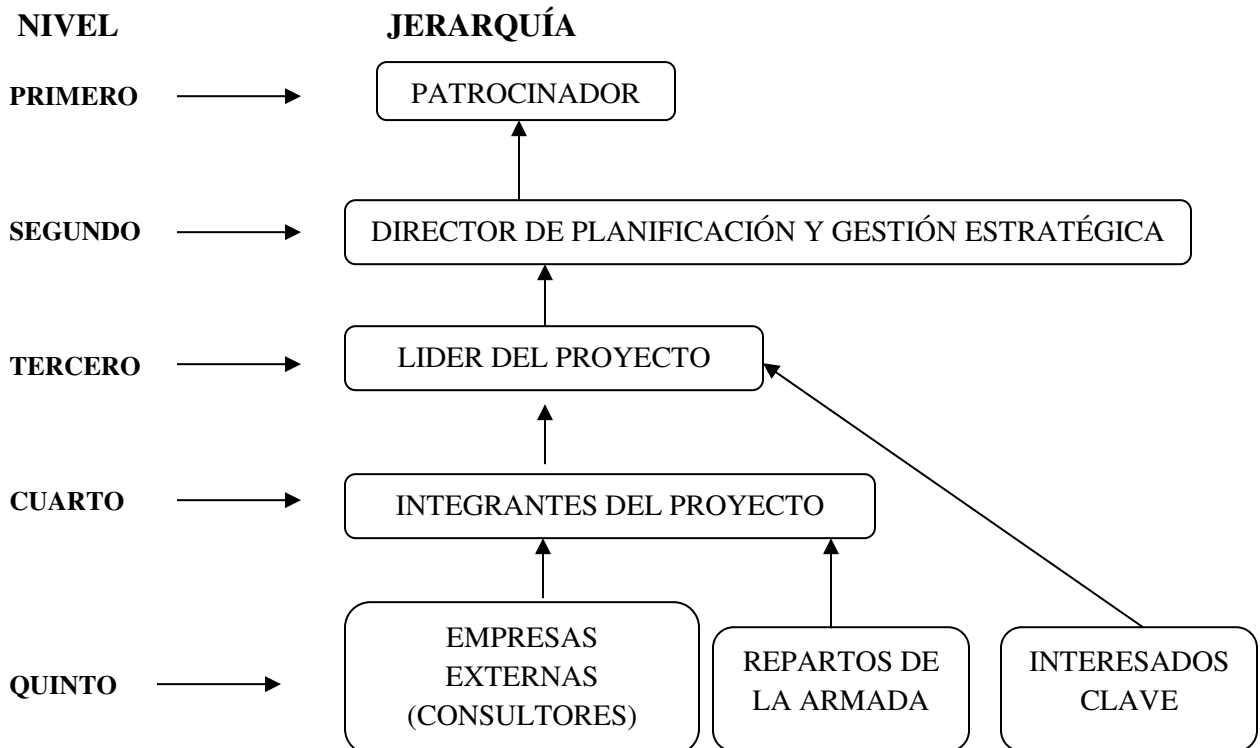 NIVEL JERARQUÍA
PRIMERO PATROCINADOR
SEGUNDO DIRECTOR DE PLANIFICACIÓN Y GESTIÓN ESTRATÉGICA
TERCERO LIDER DEL PROYECTO
CUARTO INTEGRANTES DEL PROYECTO
QUINTO
EMPRESAS
EXTERNAS
(CONSULTORES)
REPARTOS DE
LA ARMADA
INTERESADOS
CLAVE